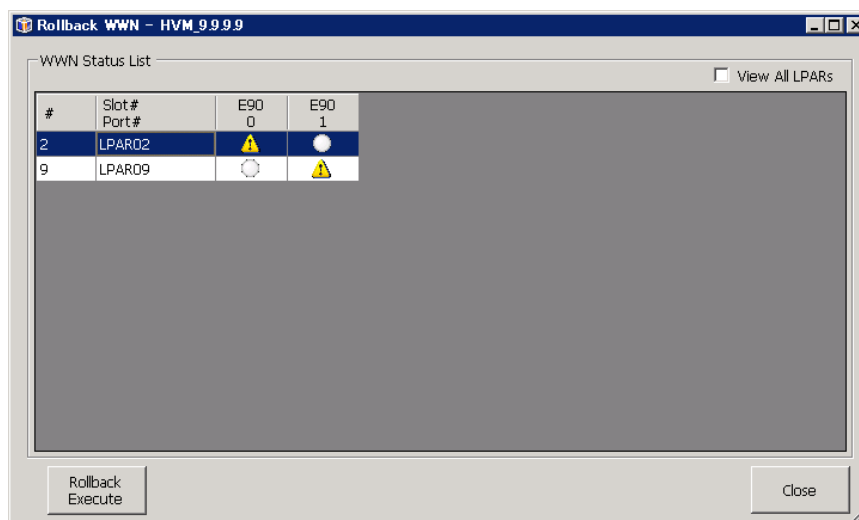 Rollback WWN - HVM_9.9.9.9
WWN Status List
View All LPARs
# Slot# E90 E90
Port# 0 1
2 LPAR02
9 LPAR09
Rollback
Execute
Close